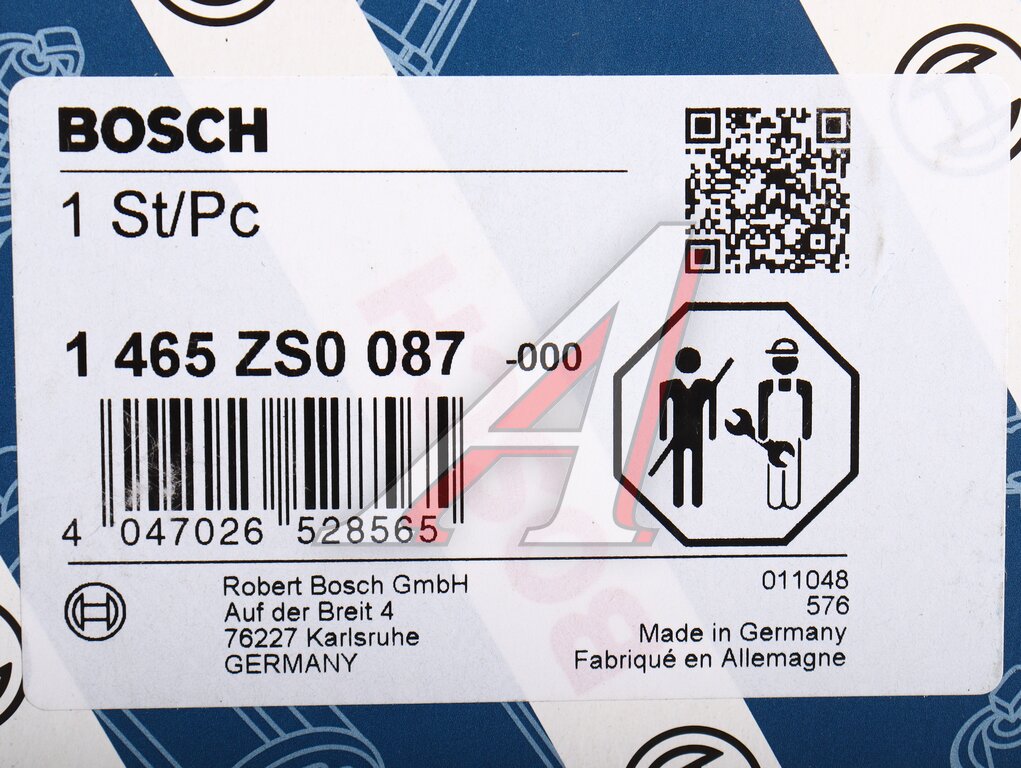 BOSCH
1 St/Pc
1 465 ZS0 087 -000
4 047026 528565
Robert Bosch GmbH
Auf der Breit 4
76227 Karlsruhe
GERMANY
011048
576
Made in Germany
Fabriqué en Allemagne